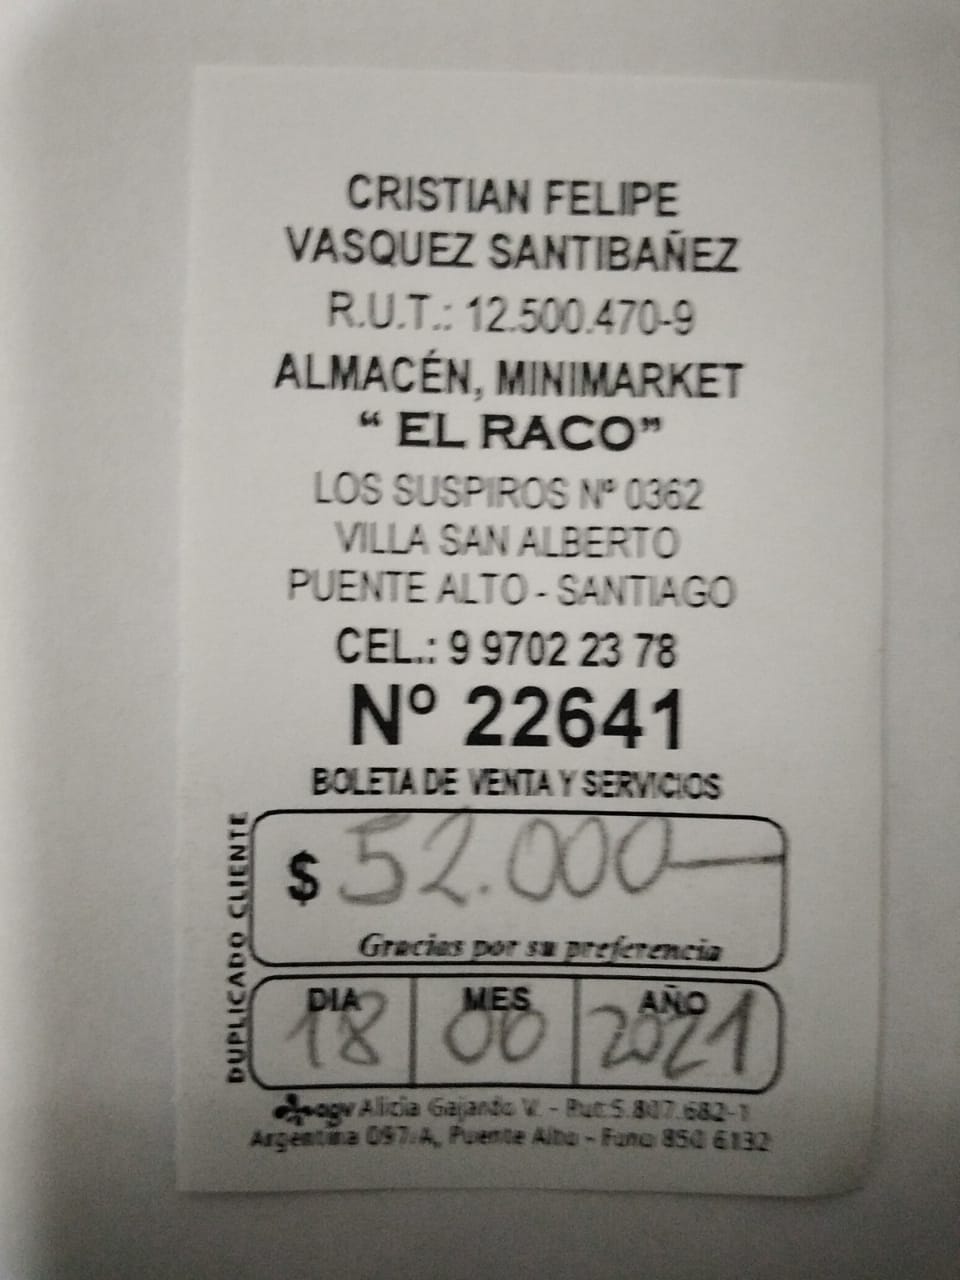 CRISTIAN FELIPE
VASQUEZ SANTIBAÑEZ
R.U.T.: 12.500.470-9
ALMACÉN, MINIMARKET
“ EL RACO”
LOS SUSPIROS Nº 0362
VILLA SAN ALBERTO
PUENTE ALTO - SANTIAGO
CEL.: 9 9702 23 78
Nº 22641
BOLETA DE VENTA Y SERVICIOS
DUPLICADO CLIENTE
$ 52.000
Gracias por su preferencia
DIA MES AÑO
18 06 2021
agv Alicia Gajardo V. - Rut:5.807.682-1
Argentina 097-A, Puente Alto - Fono 850 6132